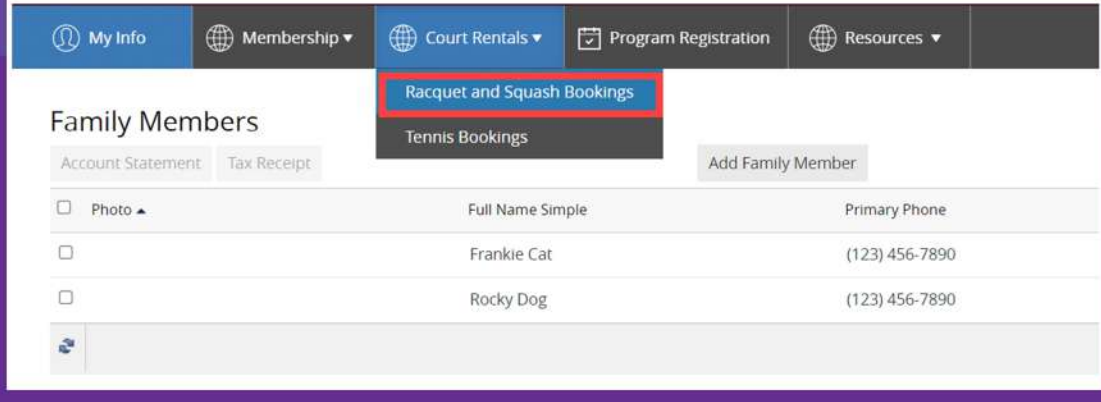 My Info Membership ▾ Court Rentals ▾ Program Registration Resources ▾
Racquet and Squash Bookings
Tennis Bookings
Family Members
Account Statement Tax Receipt Add Family Member
Photo ▴ Full Name Simple Primary Phone
Frankie Cat (123) 456-7890
Rocky Dog (123) 456-7890